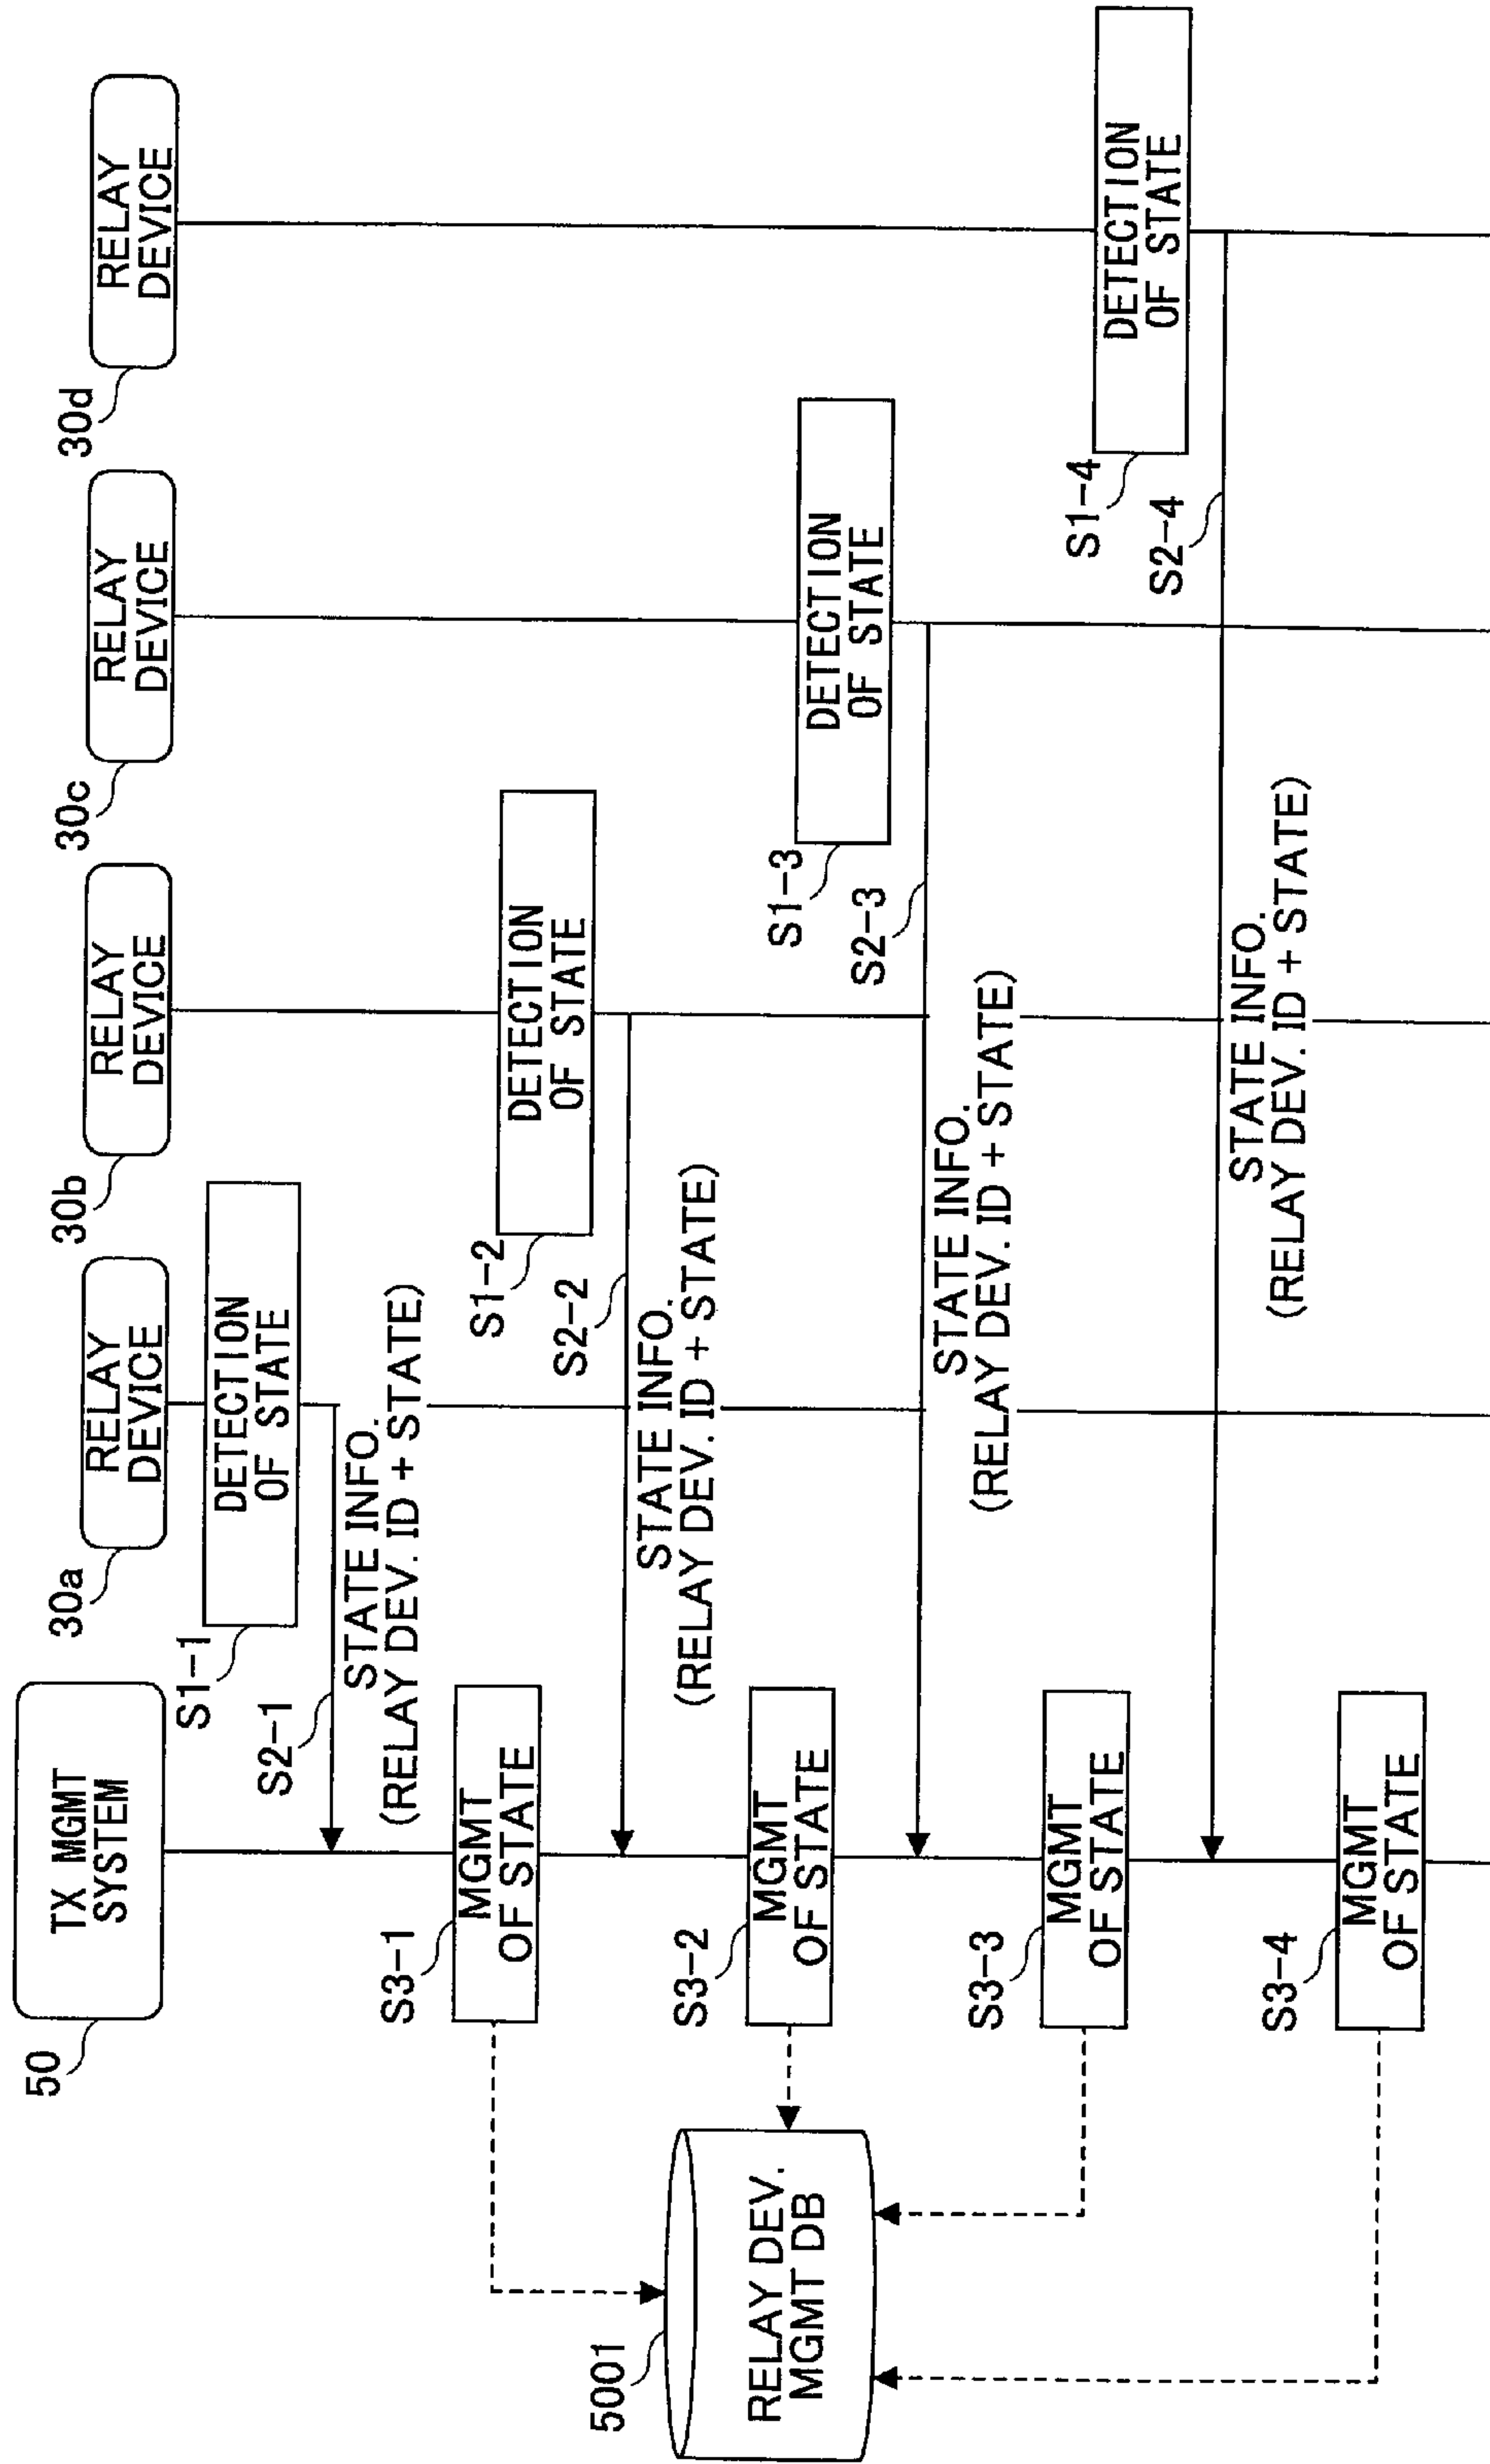 50
TX MGMT
SYSTEM
30a
RELAY
DEVICE
30b
RELAY
DEVICE
30c
RELAY
DEVICE
30d
RELAY
DEVICE
S1-1
DETECTION
OF STATE
S2-1
STATE INFO.
(RELAY DEV. ID + STATE)
S3-1
MGMT
OF STATE
S1-2
DETECTION
OF STATE
S2-2
STATE INFO.
(RELAY DEV. ID + STATE)
S3-2
MGMT
OF STATE
5001
RELAY DEV.
MGMT DB
S1-3
DETECTION
OF STATE
S2-3
STATE INFO.
(RELAY DEV. ID + STATE)
S3-3
MGMT
OF STATE
S1-4
DETECTION
OF STATE
S2-4
STATE INFO.
(RELAY DEV. ID + STATE)
S3-4
MGMT
OF STATE